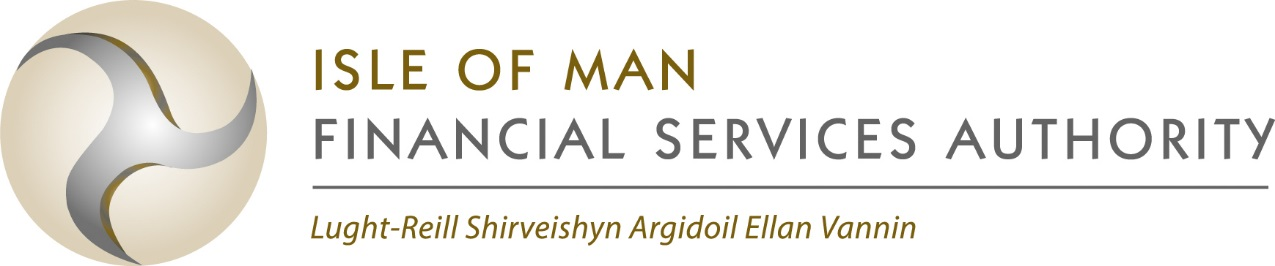 ISLE OF MAN
FINANCIAL SERVICES AUTHORITY
Lught-Reill Shirveishyn Argidoil Ellan Vannin